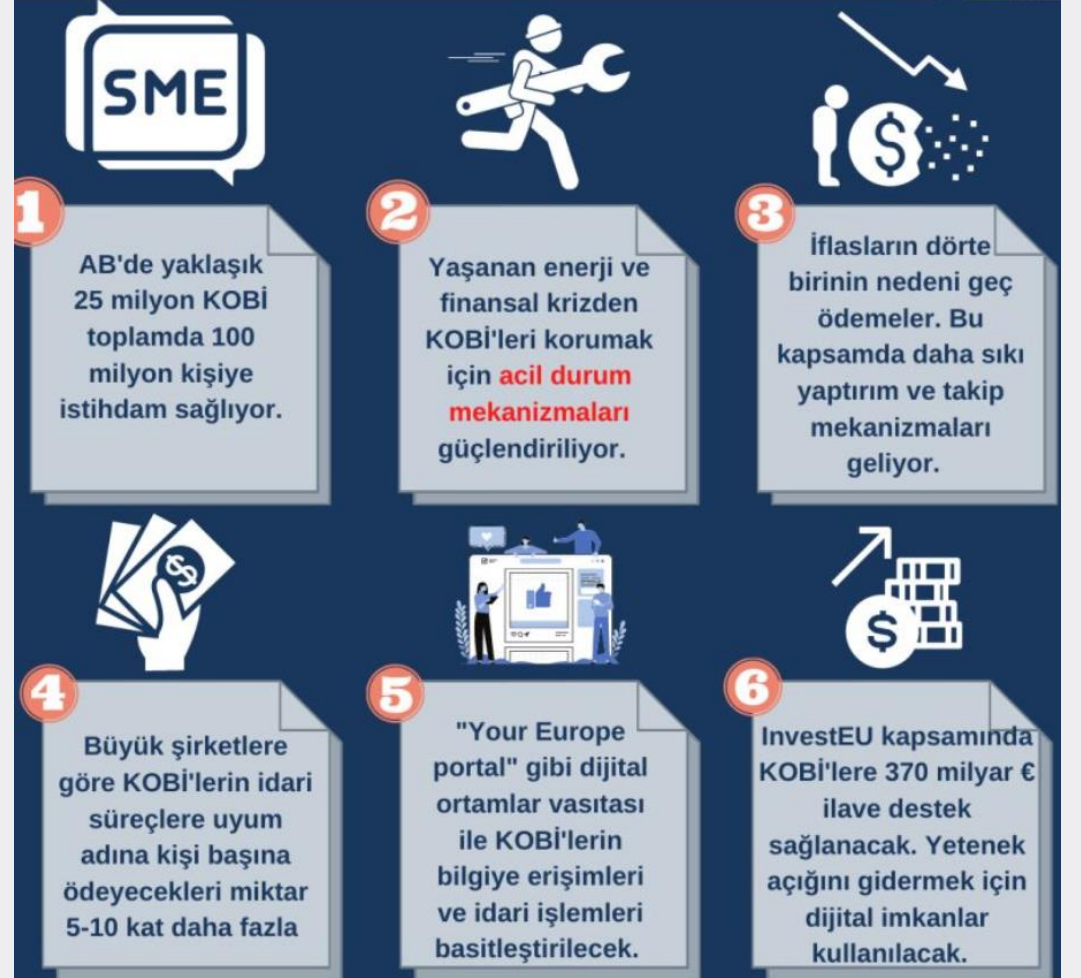 SME
1
AB'de yaklaşık
25 milyon KOBİ
toplamda 100
milyon kişiye
istihdam sağlıyor.
2
Yaşanan enerji ve
finansal krizden
KOBİ'leri korumak
için acil durum
mekanizmaları
güçlendiriliyor.
3
İflasların dörte
birinin nedeni geç
ödemeler. Bu
kapsamda daha sıkı
yaptırım ve takip
mekanizmaları
geliyor.
4
Büyük şirketlere
göre KOBİ'lerin idari
süreçlere uyum
adına kişi başına
ödeyecekleri miktar
5-10 kat daha fazla
5
"Your Europe
portal" gibi dijital
ortamlar vasıtası
ile KOBİ'lerin
bilgiye erişimleri
ve idari işlemleri
basitleştirilecek.
6
InvestEU kapsamında
KOBİ'lere 370 milyar €
ilave destek
sağlanacak. Yetenek
açığını gidermek için
dijital imkanlar
kullanılacak.